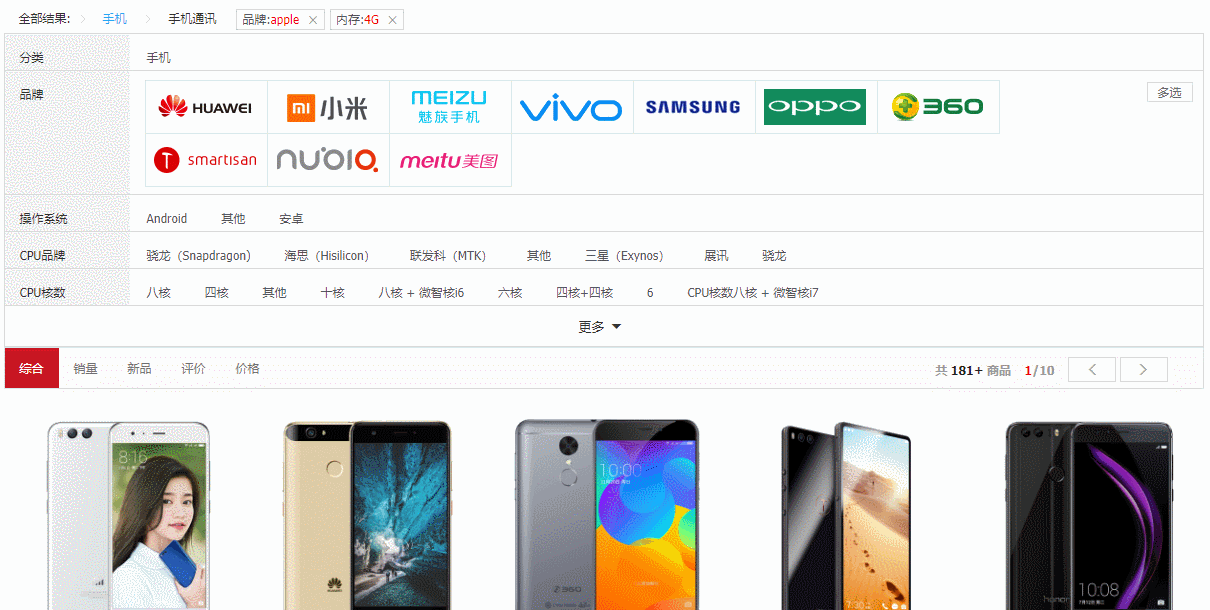 全部结果: 手机 手机通讯 品牌:apple × 内存:4G ×
分类 手机
品牌 HUAWEI 小米 MEIZU 魅族手机 vivo SAMSUNG oppo 360 多选
smartisan nubia meitu美图
操作系统 Android 其他 安卓
CPU品牌 骁龙（Snapdragon) 海思（Hisilicon) 联发科（MTK) 其他 三星（Exynos) 展讯 骁龙
CPU核数 八核 四核 其他 十核 八核 + 微智核i6 六核 四核+四核 6 CPU核数八核 + 微智核i7
更多
综合 销量 新品 评价 价格 共 181+ 商品 1/10 < >
8:16
10:00
HUAWEI
360
7:30
honor
10:08